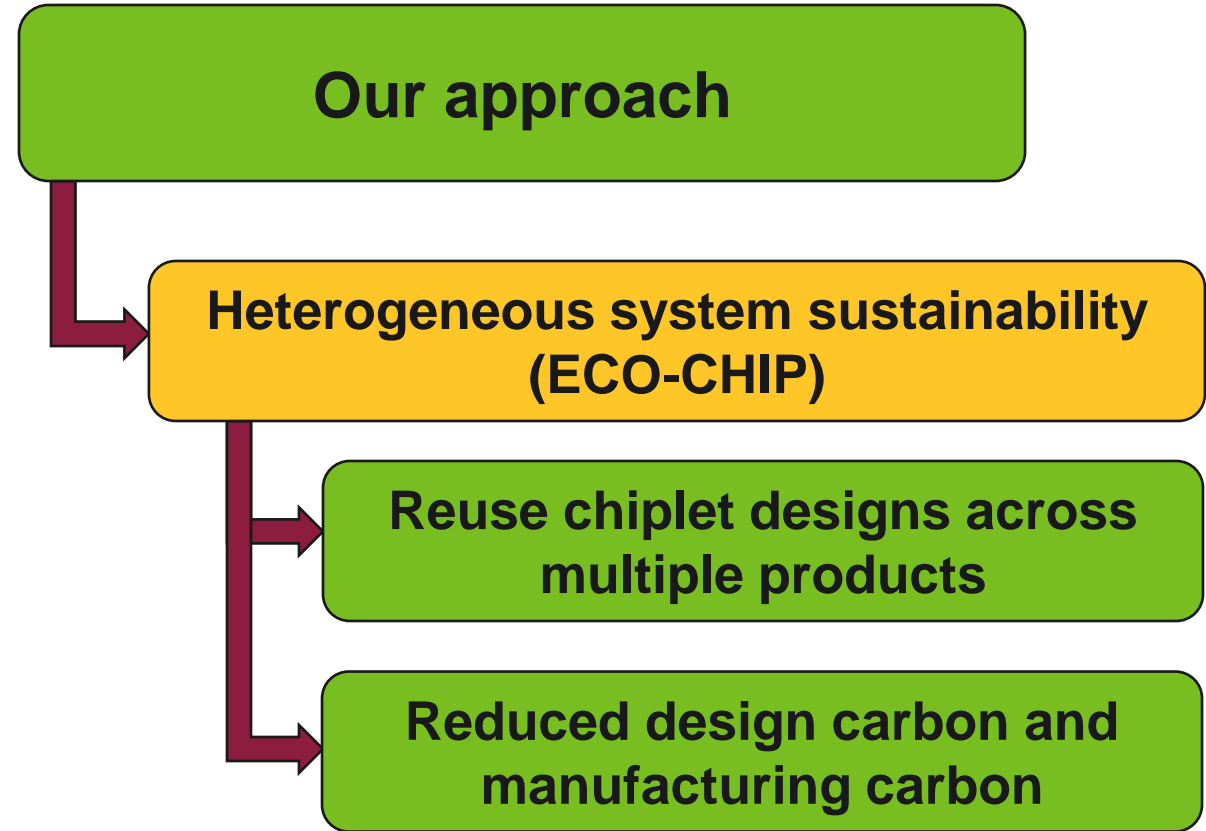 Our approach
Heterogeneous system sustainability
(ECO-CHIP)
Reuse chiplet designs across
multiple products
Reduced design carbon and
manufacturing carbon